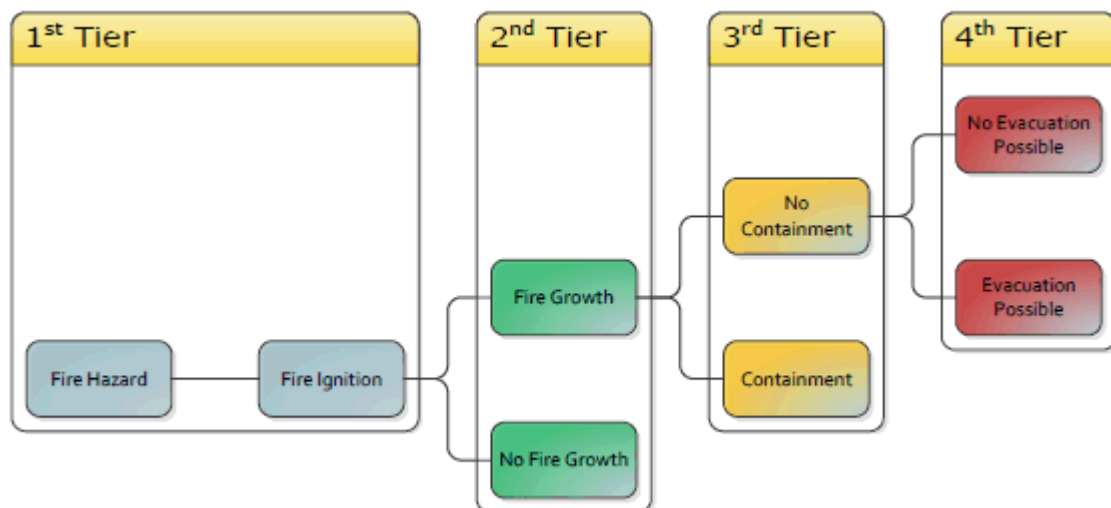 1st Tier
2nd Tier
3rd Tier
4th Tier
No Evacuation
Possible
No
Containment
Fire Growth
Evacuation
Possible
Fire Hazard
Fire Ignition
Containment
No Fire Growth